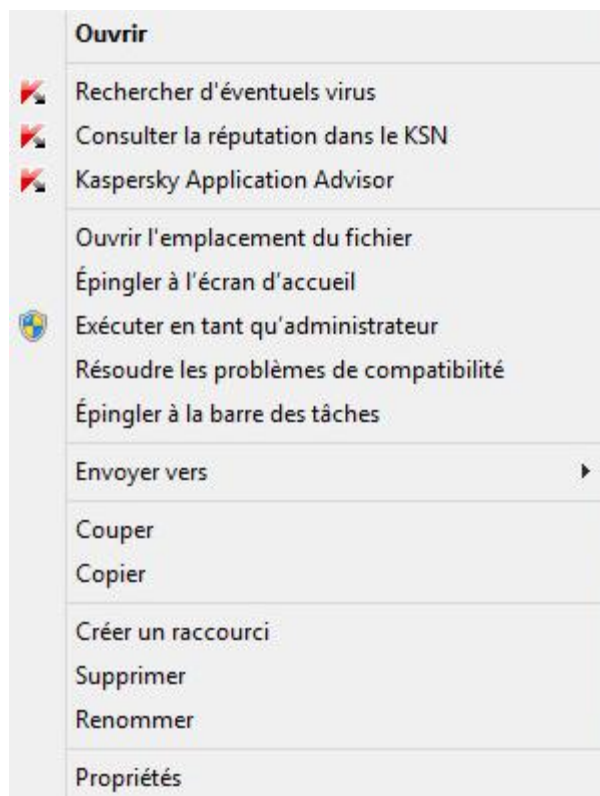 Ouvrir
Rechercher d'éventuels virus
Consulter la réputation dans le KSN
Kaspersky Application Advisor
Ouvrir l'emplacement du fichier
Épingler à l'écran d'accueil
Exécuter en tant qu'administrateur
Résoudre les problèmes de compatibilité
Épingler à la barre des tâches
Envoyer vers
Couper
Copier
Créer un raccourci
Supprimer
Renommer
Propriétés